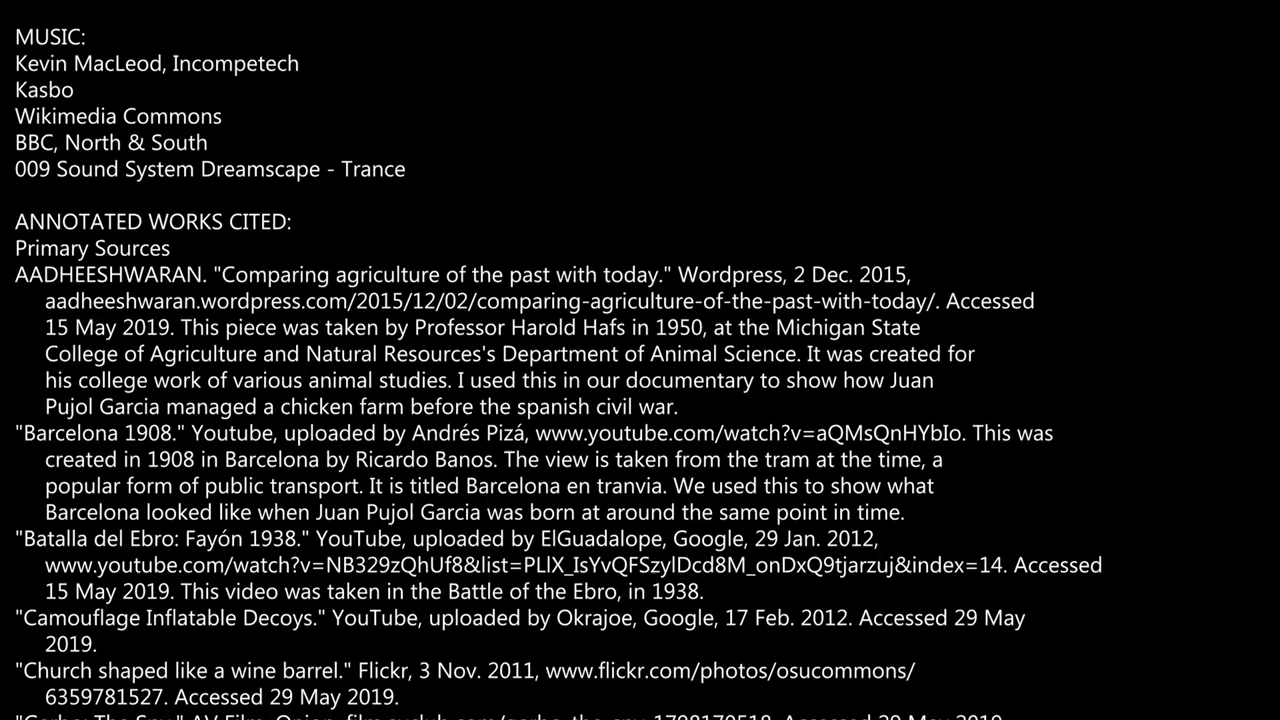 MUSIC:
Kevin MacLeod, Incompetech
Kasbo
Wikimedia Commons
BBC, North & South
009 Sound System Dreamscape - Trance
ANNOTATED WORKS CITED:
Primary Sources
AADHEESHWARAN. "Comparing agriculture of the past with today." Wordpress, 2 Dec. 2015,
aadheeshwaran.wordpress.com/2015/12/02/comparing-agriculture-of-the-past-with-today/. Accessed
15 May 2019. This piece was taken by Professor Harold Hafs in 1950, at the Michigan State
College of Agriculture and Natural Resources's Department of Animal Science. It was created for
his college work of various animal studies. I used this in our documentary to show how Juan
Pujol Garcia managed a chicken farm before the spanish civil war.
"Barcelona 1908." Youtube, uploaded by Andrés Pizá, www.youtube.com/watch?v=aQMsQnHYbIo. This was
created in 1908 in Barcelona by Ricardo Banos. The view is taken from the tram at the time, a
popular form of public transport. It is titled Barcelona en tranvia. We used this to show what
Barcelona looked like when Juan Pujol Garcia was born at around the same point in time.
"Batalla del Ebro: Fayón 1938." YouTube, uploaded by ElGuadalope, Google, 29 Jan. 2012,
www.youtube.com/watch?v=NB329zQhUf8&list=PLlX_IsYvQFSzylDcd8M_onDxQ9tjarzuj&index=14. Accessed
15 May 2019. This video was taken in the Battle of the Ebro, in 1938.
"Camouflage Inflatable Decoys." YouTube, uploaded by Okrajoe, Google, 17 Feb. 2012. Accessed 29 May
2019.
"Church shaped like a wine barrel." Flickr, 3 Nov. 2011, www.flickr.com/photos/osucommons/
6359781527. Accessed 29 May 2019.